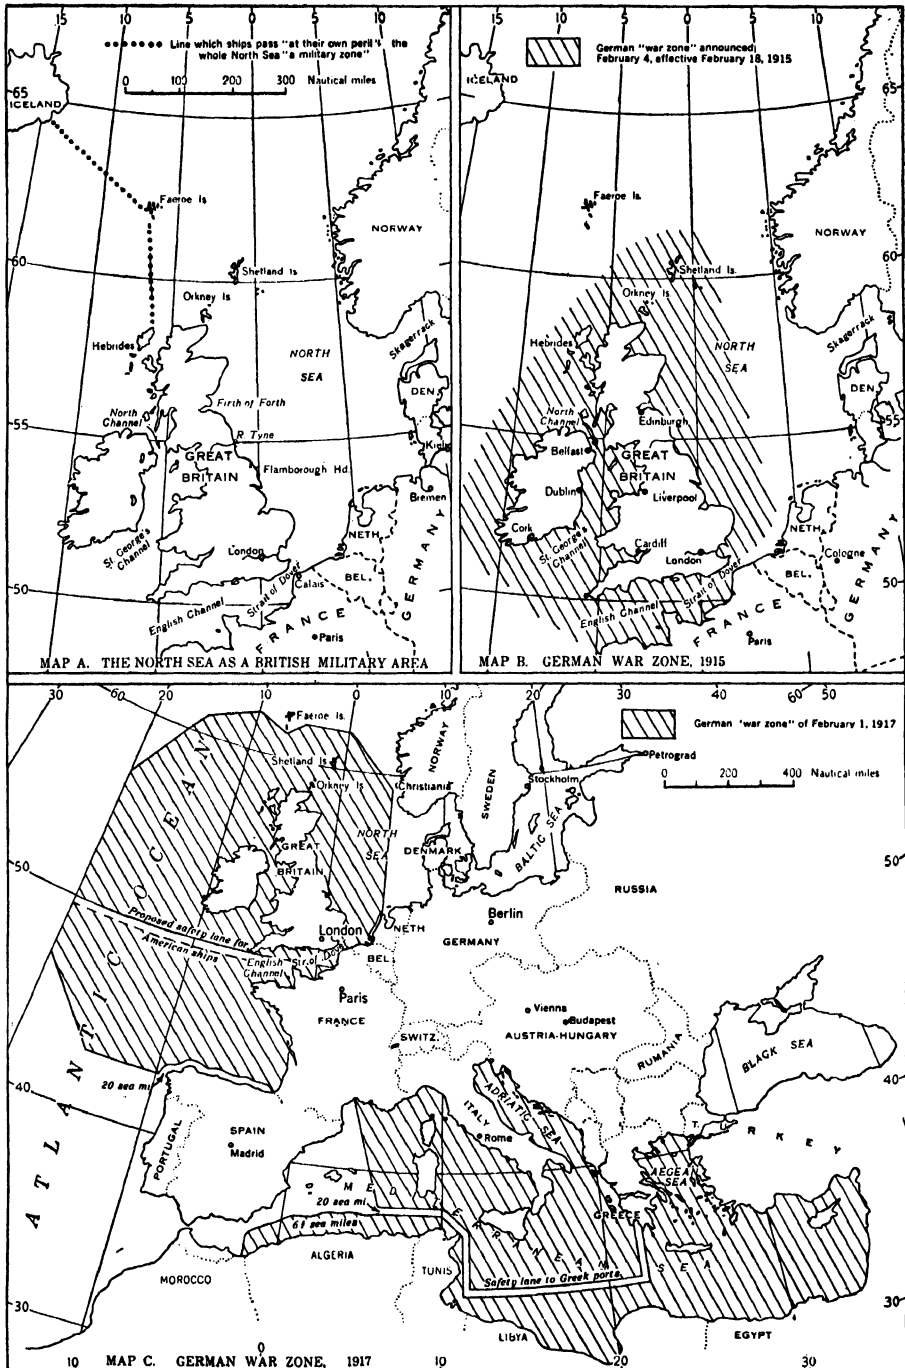 15
10
5
0
5
10
Line which ships pass "at their own peril"; the
whole North Sea "a military zone"
0 100 200 300 Nautical miles
65
ICELAND
Faeroe Is.
NORWAY
60
Shetland Is.
Orkney Is.
Skagerrack
Hebrides
NORTH
SEA
DEN.
Firth of Forth
North
Channel
55
R. Tyne
Kiel
GREAT
BRITAIN
Flamborough Hd.
Bremen
15
10
NETH
St. George's
Channel
London
GERMANY
BEL.
50
Calais
Strait of Dover
English Channel
FRANCE
Paris
5
0
MAP A. THE NORTH SEA AS A BRITISH MILITARY AREA
15
10
5
0
5
10
German "war zone" announced
February 4, effective February 18, 1915
65
ICELAND
Faeroe Is.
NORWAY
60
Shetland Is.
Orkney Is.
Skagerrack
Hebrides
NORTH
SEA
DEN.
North
Channel
Edinburgh
55
Belfast
GREAT
BRITAIN
Dublin
Liverpool
15
10
Cork
NETH
St. George's
Channel
Cardiff
London
Cologne
BEL.
50
Strait of Dover
English Channel
GERMANY
FRANCE
Paris
5
0
MAP B. GERMAN WAR ZONE, 1915
30
60
20
10
0
10
20
30
40
60
50
Faeroe Is.
German "war zone" of February 1, 1917
NORWAY
Petrograd
Shetland Is.
Stockholm
0 200 400 Nautical miles
Orkney Is.
Christiania
SWEDEN
BALTIC SEA
NORTH
SEA
GREAT
BRITAIN
DENMARK
50
50
RUSSIA
Proposed safety lane for
American ships
Berlin
London
NETH
GERMANY
English
Channel
Str. of Dover
BEL.
Paris
FRANCE
Vienna
Budapest
SWITZ.
AUSTRIA-HUNGARY
RUMANIA
BLACK SEA
20 sea mi.
40
40
ATLANTIC OCEAN
ADRIATIC SEA
ITALY
Rome
PORTUGAL
SPAIN
Madrid
TURKEY
AEGEAN
SEA
MEDITERRANEAN SEA
20 sea mi.
GREECE
ALGERIA
TUNIS
MOROCCO
Safety lane to Greek ports
30
30
LIBYA
EGYPT
10
0
10
20
30
MAP C. GERMAN WAR ZONE, 1917